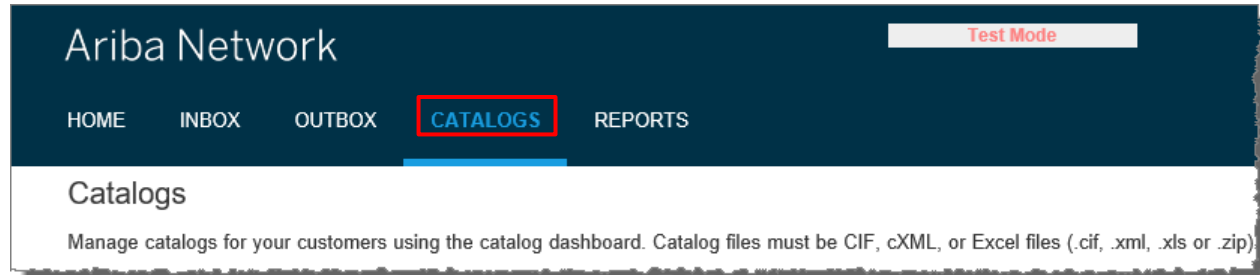 Ariba Network
Test Mode
HOME INBOX OUTBOX CATALOGS REPORTS
Catalogs
Manage catalogs for your customers using the catalog dashboard. Catalog files must be CIF, cXML, or Excel files (.cif, .xml, .xls or .zip)